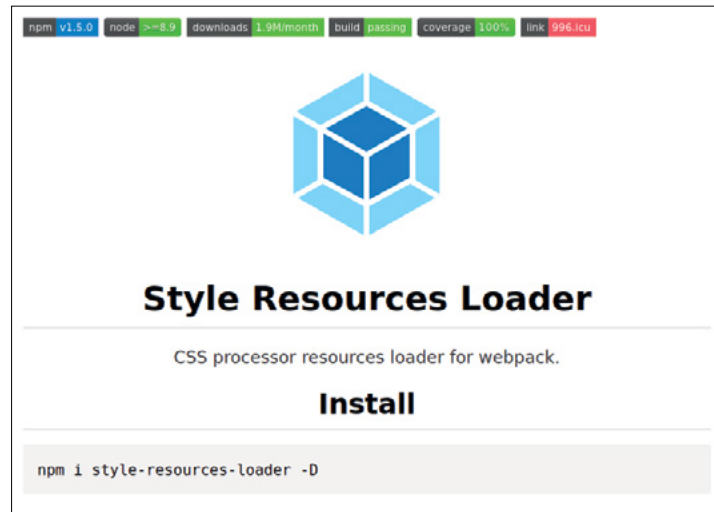 npm v1.5.0 node >=8.9 downloads 1.9M/month build passing coverage 100% link 996.icu
Style Resources Loader
CSS processor resources loader for webpack.
Install
npm i style-resources-loader -D